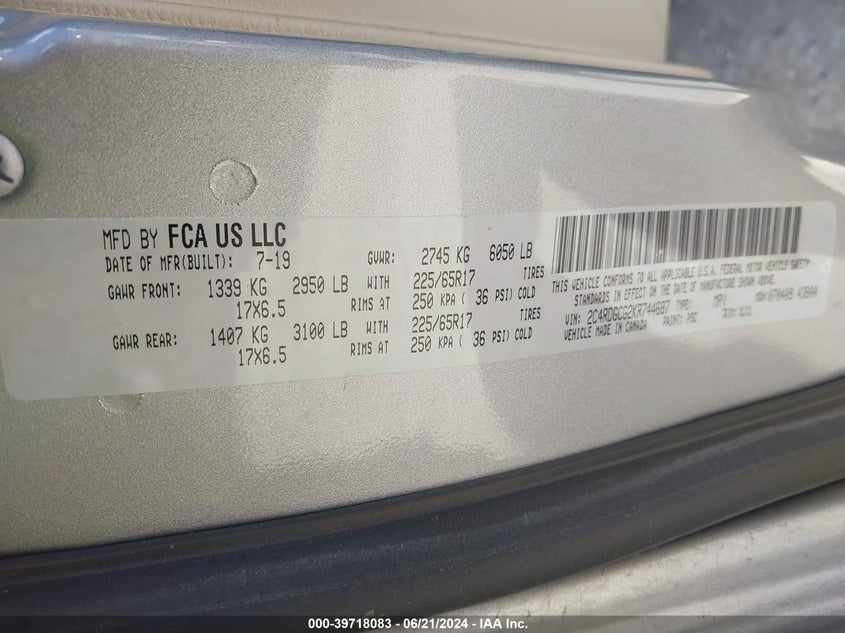 MFD BY FCA US LLC
DATE OF MFR(BUILT): 7-19 GVWR: 2745 KG 6050 LB
GAWR FRONT: 1339 KG 2950 LB WITH 225/65R17 TIRES
17X6.5 RIMS AT 250 KPA ( 36 PSI) COLD
GAWR REAR: 1407 KG 3100 LB WITH 225/65R17 TIRES
17X6.5 RIMS AT 250 KPA ( 36 PSI) COLD
THIS VEHICLE CONFORMS TO ALL APPLICABLE U.S.A. FEDERAL MOTOR VEHICLE SAFETY
STANDARDS IN EFFECT ON THE DATE OF MANUFACTURE SHOWN ABOVE.
VIN: 2C4RDGCG2KR744687 TYPE: MPV
VEHICLE MADE IN CANADA PAINT: PSC TRIM:
000-39718083 - 06/21/2024 - IAA Inc.